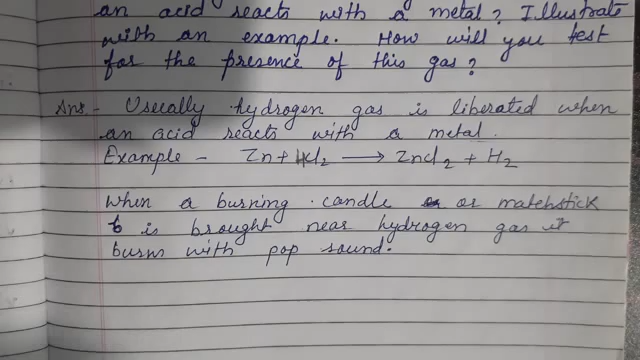 an acid reacts with a metal? Illustrate
with an example. How will you test
for the presence of this gas?
Ans - Usually hydrogen gas is liberated when
an acid reacts with a metal.
Example - Zn + Hcl₂ ⟶ Zncl₂ + H₂
When a burning candle or matchstick
is brought near hydrogen gas it
burns with pop sound.